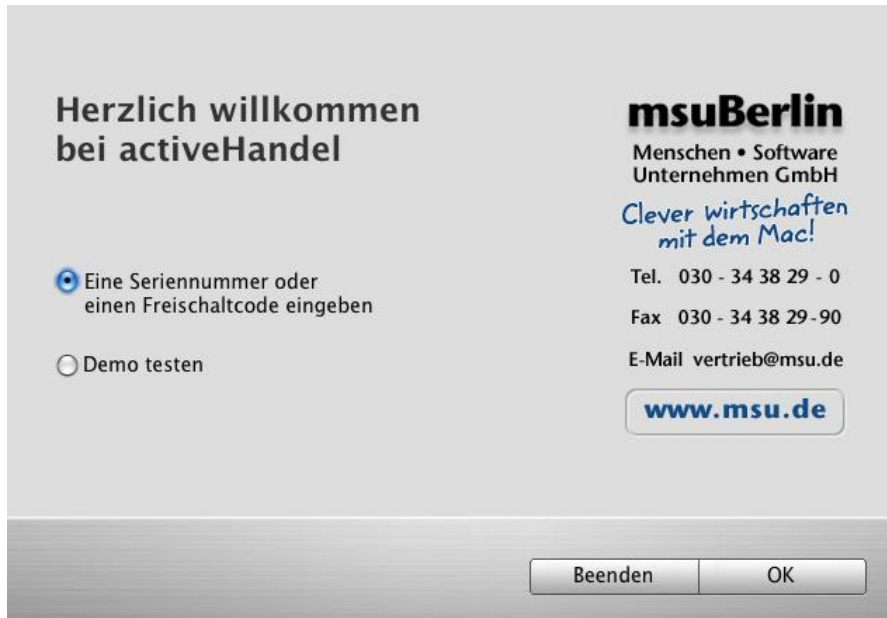 Herzlich willkommen
bei activeHandel
Eine Seriennummer oder
einen Freischaltcode eingeben
Demo testen
msuBerlin
Menschen • Software
Unternehmen GmbH
Clever wirtschaften
mit dem Mac!
Tel. 030 - 34 38 29 - 0
Fax 030 - 34 38 29-90
E-Mail vertrieb@msu.de
www.msu.de
Beenden
OK